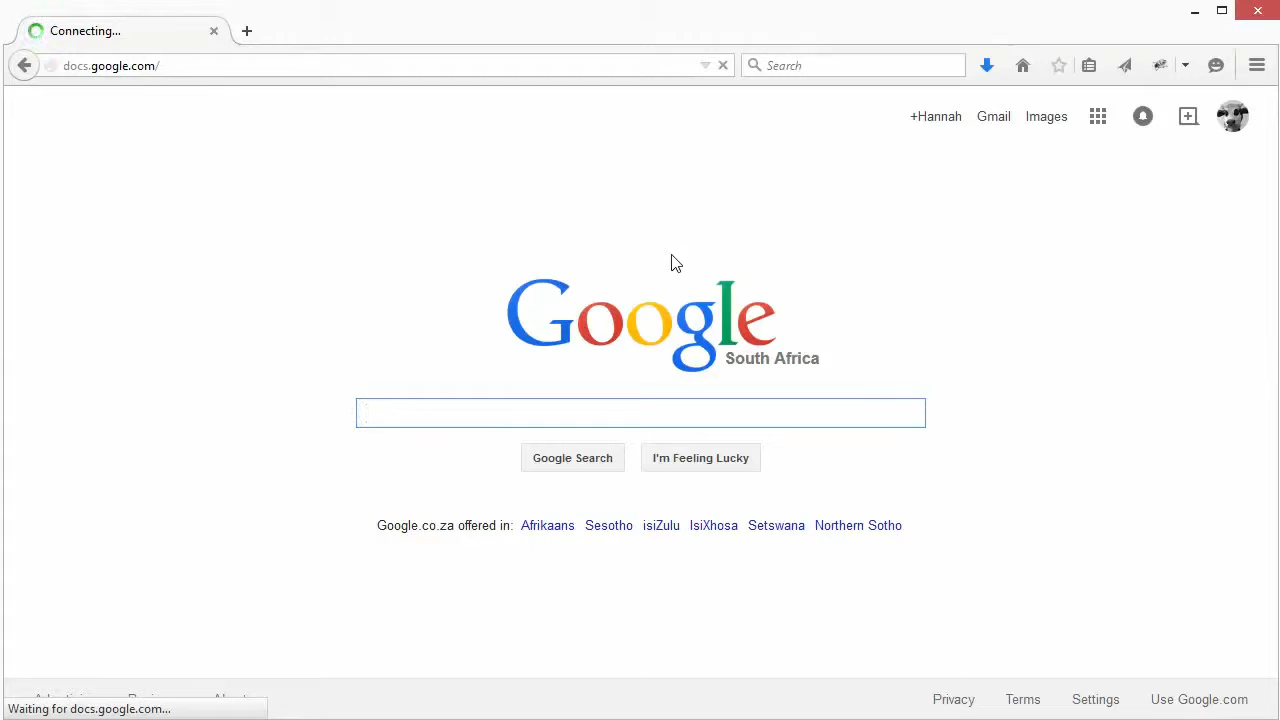 Connecting...
docs.google.com/
Search
+Hannah Gmail Images
Google
South Africa
Google Search I'm Feeling Lucky
Google.co.za offered in: Afrikaans Sesotho isiZulu IsiXhosa Setswana Northern Sotho
Privacy Terms Settings Use Google.com
Waiting for docs.google.com...